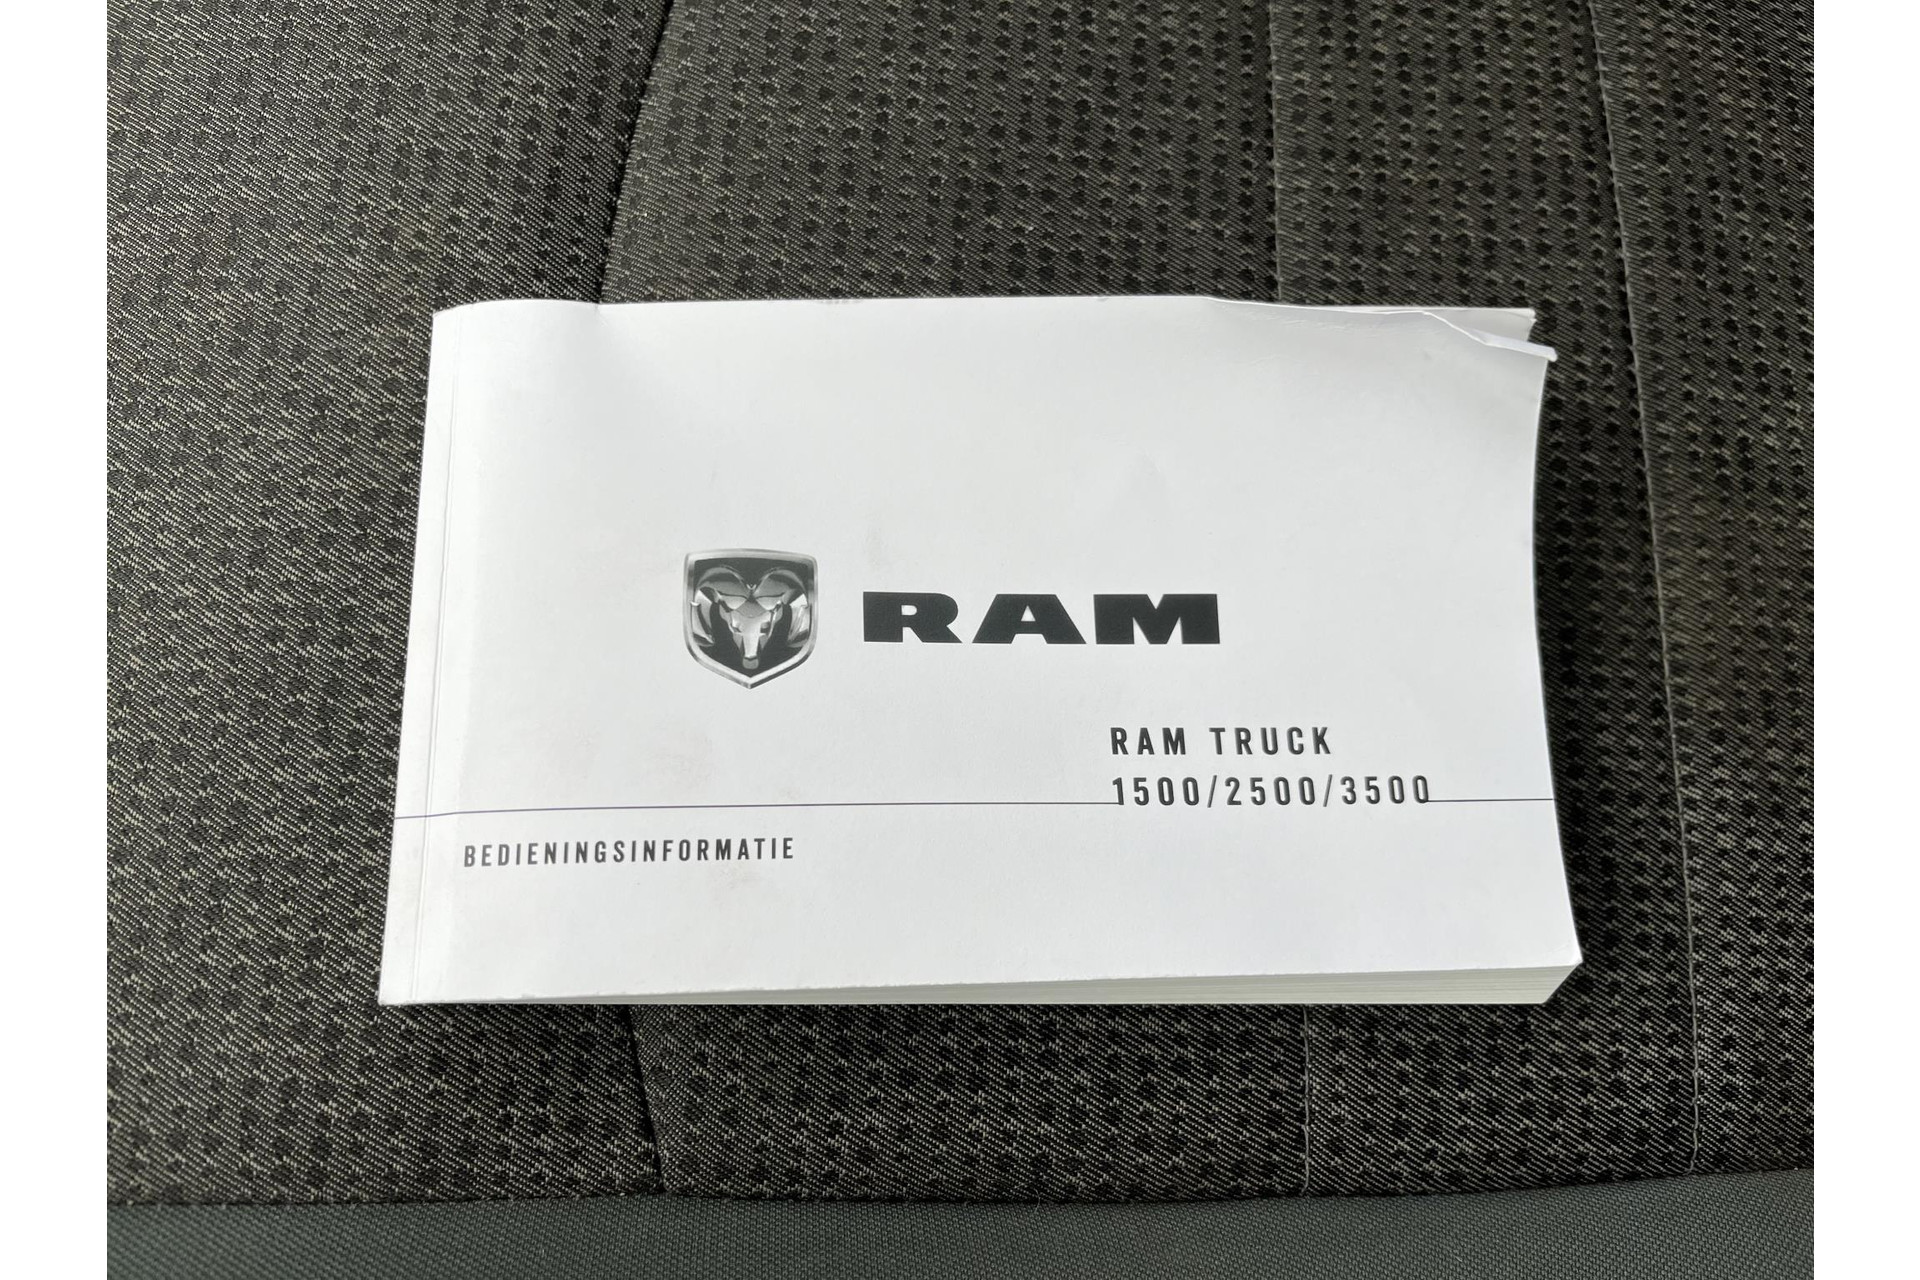 RAM
RAM TRUCK
1500/2500/3500
BEDIENINGSINFORMATIE